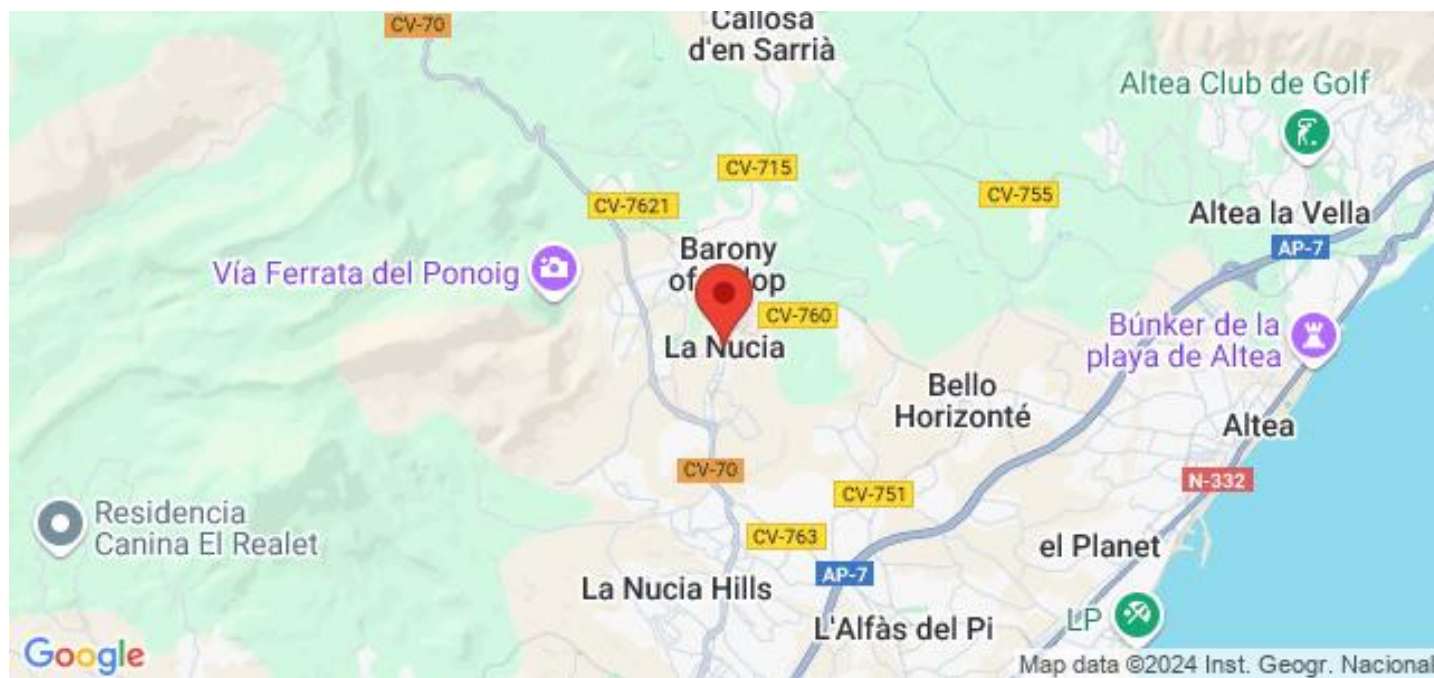 CV-70
Callosa
d'en Sarrià
Altea Club de Golf
CV-715
CV-755
CV-7621
Altea la Vella
AP-7
Barony
of
Vía Ferrata del Ponoig
CV-760
La Nucia
Búnker de la
playa de Altea
Bello
Horizonté
Altea
CV-70
N-332
CV-751
Residencia
Canina El Realet
CV-763
el Planet
AP-7
La Nucia Hills
L'Alfàs del Pi
LP
Google
Map data ©2024 Inst. Geogr. Nacional